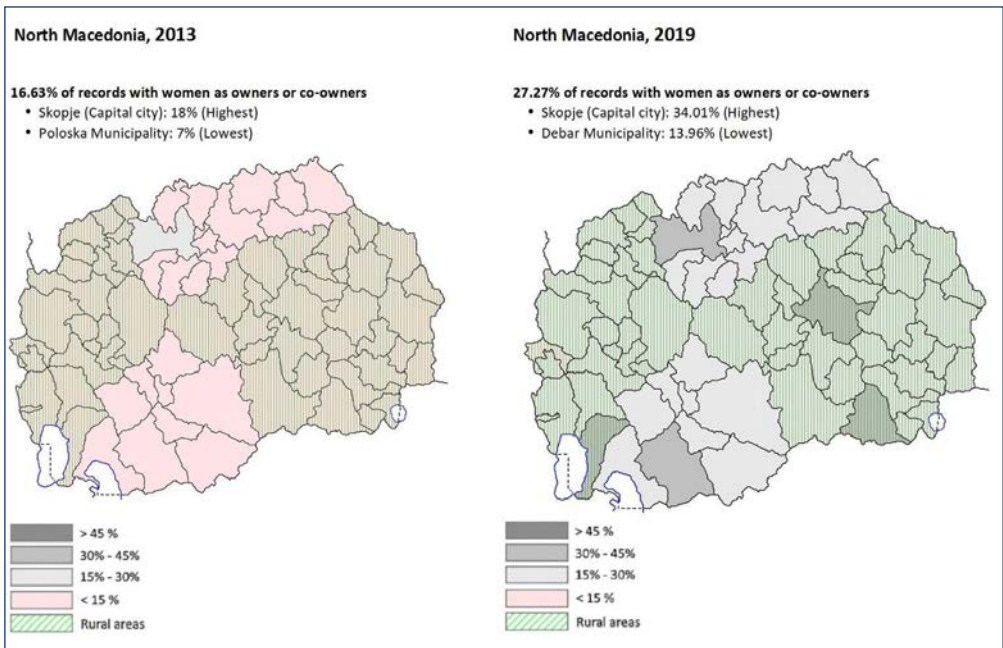 North Macedonia, 2013
16.63% of records with women as owners or co-owners
• Skopje (Capital city): 18% (Highest)
• Poloska Municipality: 7% (Lowest)
> 45 %
30% - 45%
15% - 30%
< 15 %
Rural areas
North Macedonia, 2019
27.27% of records with women as owners or co-owners
• Skopje (Capital city): 34.01% (Highest)
• Debar Municipality: 13.96% (Lowest)
> 45 %
30% - 45%
15% - 30%
< 15 %
Rural areas